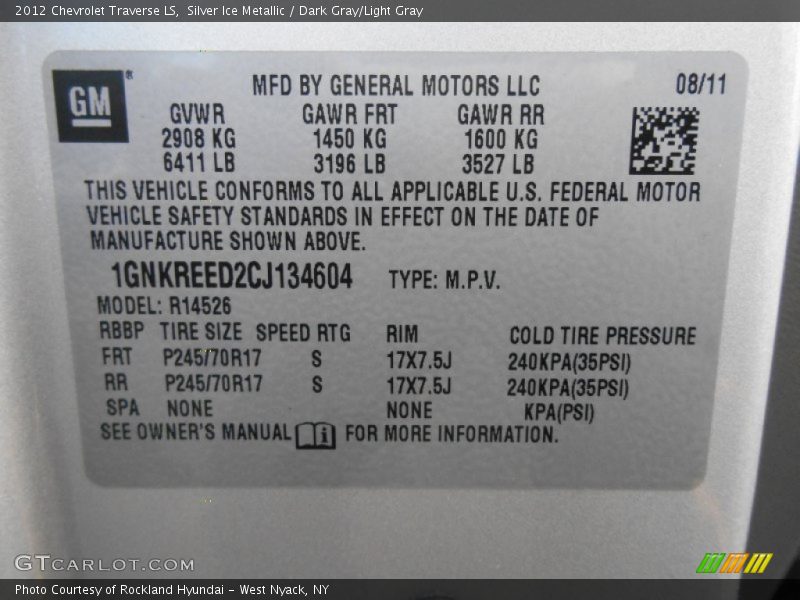 2012 Chevrolet Traverse LS, Silver Ice Metallic / Dark Gray/Light Gray
GM®
MFD BY GENERAL MOTORS LLC 08/11
GVWR GAWR FRT GAWR RR
2908 KG 1450 KG 1600 KG
6411 LB 3196 LB 3527 LB
THIS VEHICLE CONFORMS TO ALL APPLICABLE U.S. FEDERAL MOTOR
VEHICLE SAFETY STANDARDS IN EFFECT ON THE DATE OF
MANUFACTURE SHOWN ABOVE.
1GNKREED2CJ134604 TYPE: M.P.V.
MODEL: R14526
RBBP TIRE SIZE SPEED RTG RIM COLD TIRE PRESSURE
FRT P245/70R17 S 17X7.5J 240KPA(35PSI)
RR P245/70R17 S 17X7.5J 240KPA(35PSI)
SPA NONE NONE KPA(PSI)
SEE OWNER'S MANUAL i FOR MORE INFORMATION.
GTCARLOT.COM
Photo Courtesy of Rockland Hyundai - West Nyack, NY